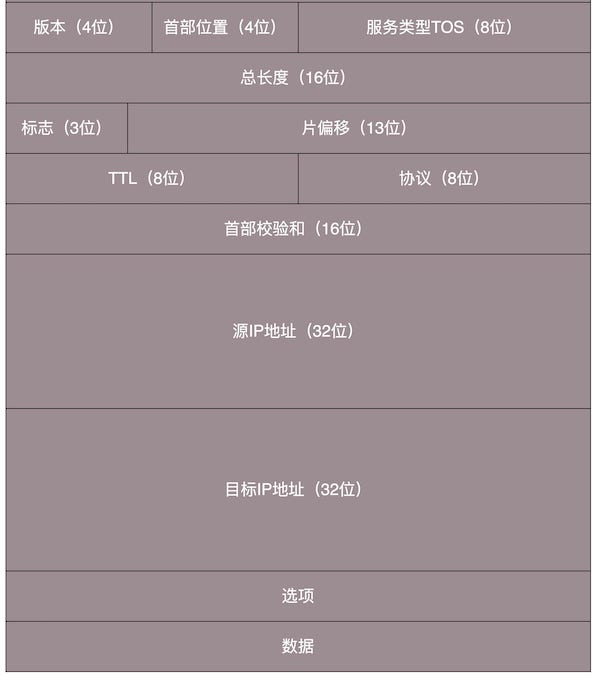 版本（4位）
首部位置（4位）
服务类型TOS（8位）
总长度（16位）
标志（3位）
片偏移（13位）
TTL（8位）
协议（8位）
首部校验和（16位）
源IP地址（32位）
目标IP地址（32位）
选项
数据